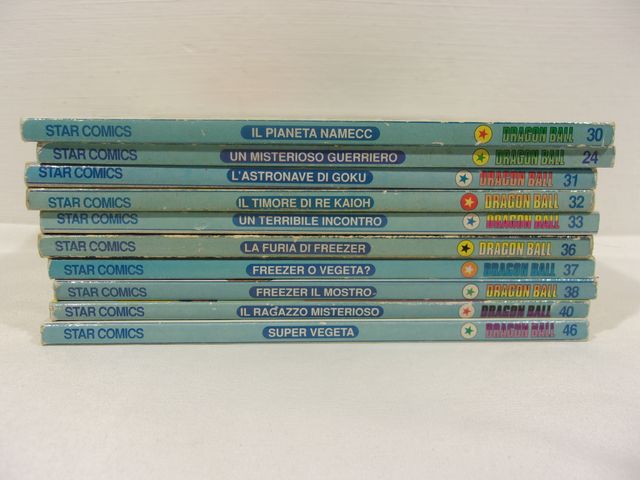 STAR COMICS IL PIANETA NAMECC DRAGON BALL 30
STAR COMICS UN MISTERIOSO GUERRIERO DRAGON BALL 24
STAR COMICS L'ASTRONAVE DI GOKU DRAGON BALL 31
STAR COMICS IL TIMORE DI RE KAIOH DRAGON BALL 32
STAR COMICS UN TERRIBILE INCONTRO DRAGON BALL 33
STAR COMICS LA FURIA DI FREEZER DRAGON BALL 36
STAR COMICS FREEZER O VEGETA? DRAGON BALL 37
STAR COMICS FREEZER IL MOSTRO DRAGON BALL 38
STAR COMICS IL RAGAZZO MISTERIOSO DRAGON BALL 40
STAR COMICS SUPER VEGETA DRAGON BALL 46